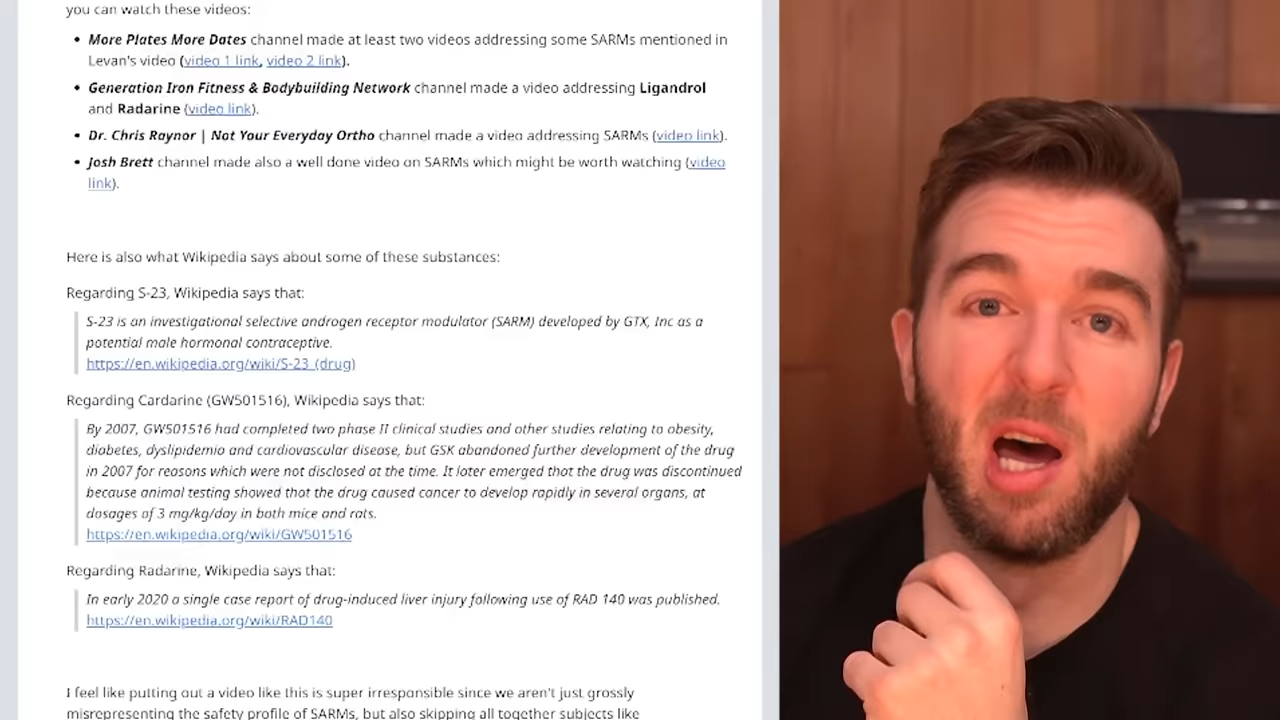 you can watch these videos:
• More Plates More Dates channel made at least two videos addressing some SARMs mentioned in
Levan's video (video 1 link, video 2 link).
• Generation Iron Fitness & Bodybuilding Network channel made a video addressing Ligandrol
and Radarine (video link).
• Dr. Chris Raynor | Not Your Everyday Ortho channel made a video addressing SARMs (video link).
• Josh Brett channel made also a well done video on SARMs which might be worth watching (video
link).
Here is also what Wikipedia says about some of these substances:
Regarding S-23, Wikipedia says that:
S-23 is an investigational selective androgen receptor modulator (SARM) developed by GTX, Inc as a
potential male hormonal contraceptive.
https://en.wikipedia.org/wiki/S-23_(drug)
Regarding Cardarine (GW501516), Wikipedia says that:
By 2007, GW501516 had completed two phase II clinical studies and other studies relating to obesity,
diabetes, dyslipidemia and cardiovascular disease, but GSK abandoned further development of the drug
in 2007 for reasons which were not disclosed at the time. It later emerged that the drug was discontinued
because animal testing showed that the drug caused cancer to develop rapidly in several organs, at
dosages of 3 mg/kg/day in both mice and rats.
https://en.wikipedia.org/wiki/GW501516
Regarding Radarine, Wikipedia says that:
In early 2020 a single case report of drug-induced liver injury following use of RAD 140 was published.
https://en.wikipedia.org/wiki/RAD140
I feel like putting out a video like this is super irresponsible since we aren't just grossly
misrepresenting the safety profile of SARMs, but also skipping all together subjects like